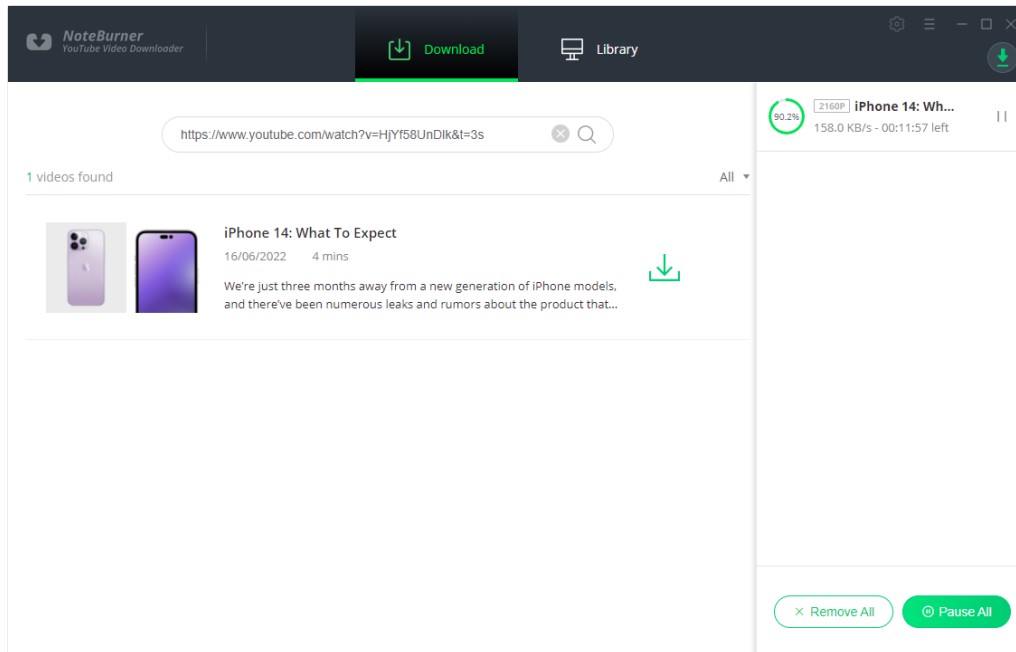 NoteBurner
YouTube Video Downloader
Download
Library
https://www.youtube.com/watch?v=HjYf58UnDlk&t=3s
1 videos found
All
iPhone 14: What To Expect
16/06/2022 4 mins
We're just three months away from a new generation of iPhone models,
and there've been numerous leaks and rumors about the product that...
90.2%
2160P iPhone 14: Wh...
158.0 KB/s - 00:11:57 left
Remove All
Pause All